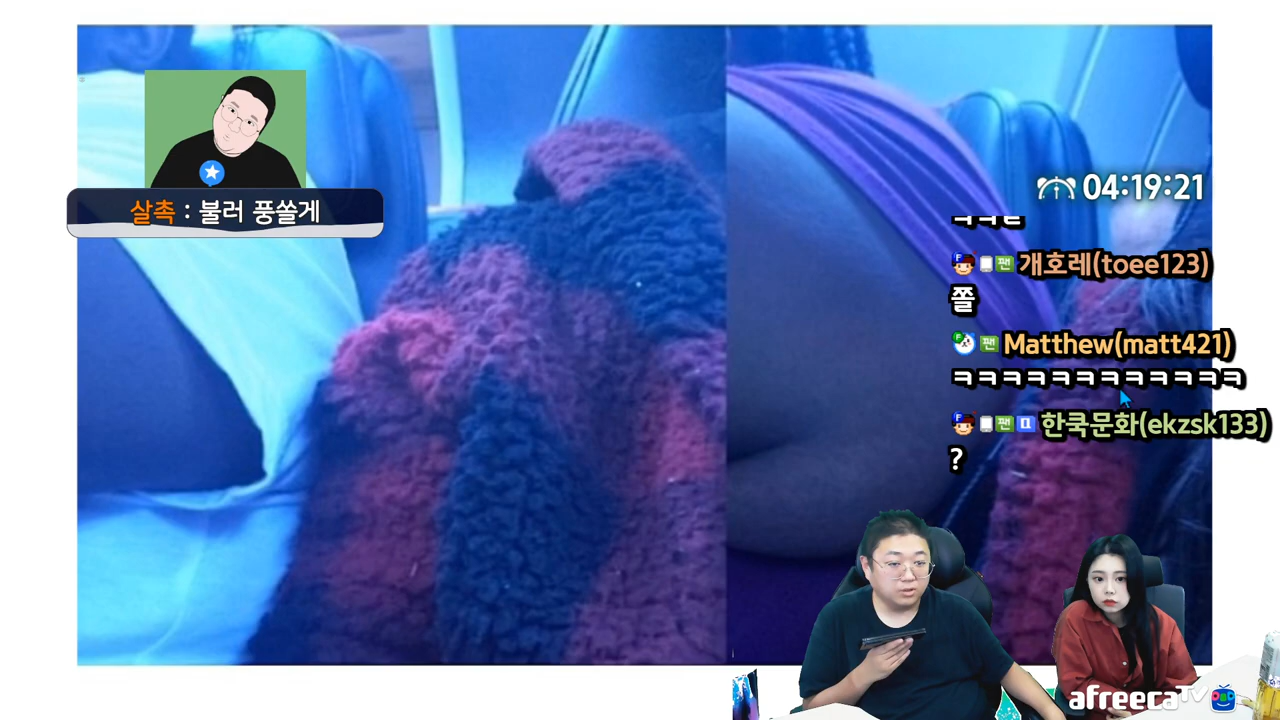 살촉 : 불러 풍쏠게
04:19:21
개호레(toee123)
쫄
Matthew(matt421)
ㅋㅋㅋㅋㅋㅋㅋㅋㅋㅋㅋㅋ
한쿡문화(ekzsk133)
?
afreecaTV